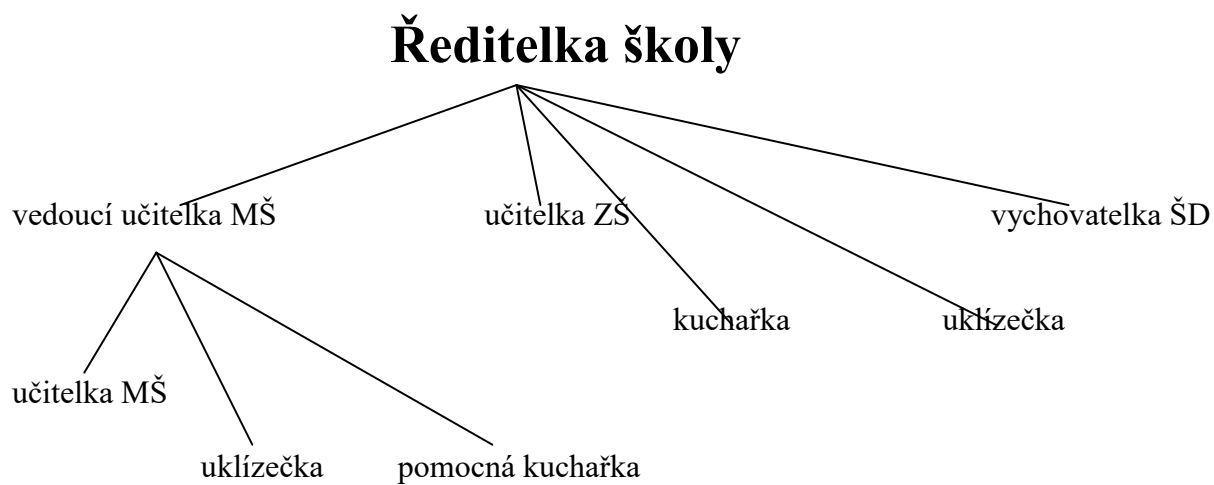 Ředitelka školy
vedoucí učitelka MŠ
učitelka ZŠ
vychovatelka ŠD
kuchařka
uklízečka
učitelka MŠ
uklízečka
pomocná kuchařka